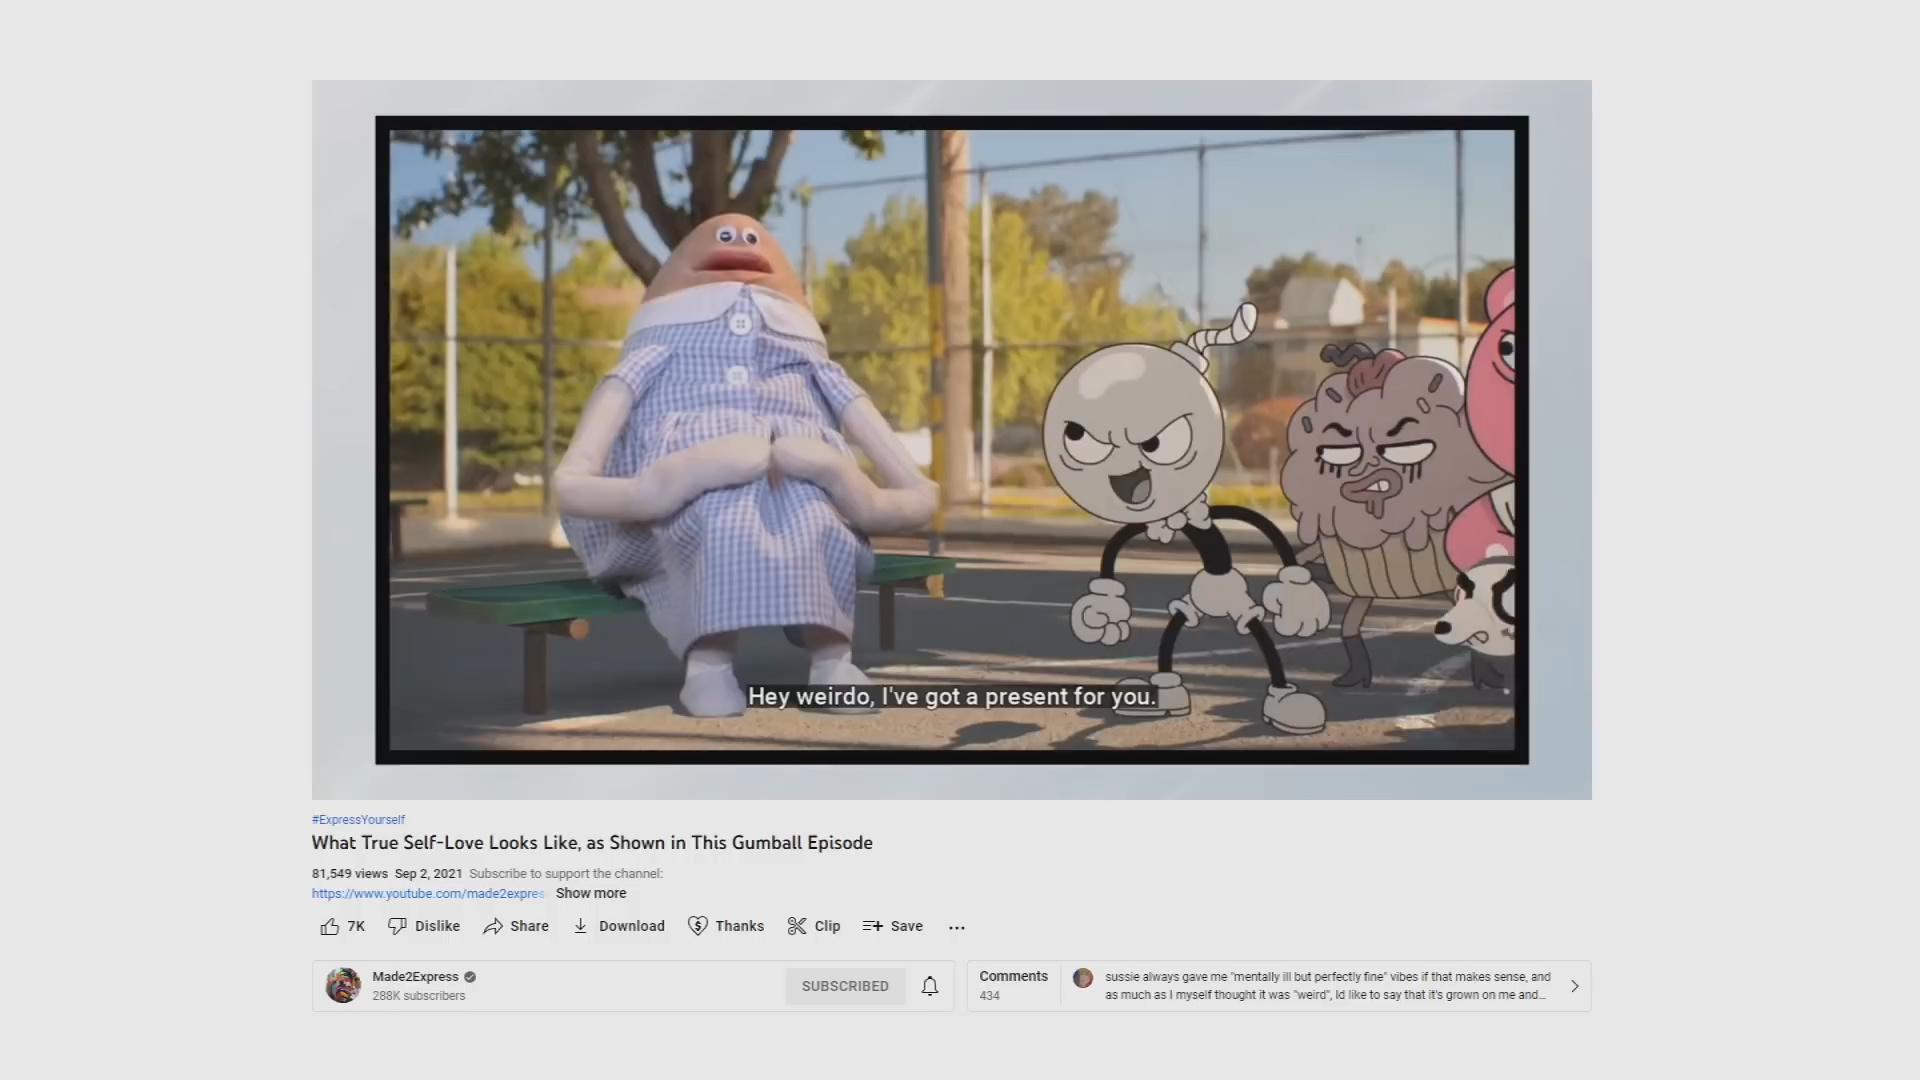 Hey weirdo, I've got a present for you.
#ExpressYourself
What True Self-Love Looks Like, as Shown in This Gumball Episode
81,549 views Sep 2, 2021 Subscribe to support the channel:
https://www.youtube.com/made2expres Show more
7K Dislike Share Download Thanks Clip Save ...
Made2Express
288K subscribers
SUBSCRIBED
Comments
434
sussie always gave me "mentally ill but perfectly fine" vibes if that makes sense, and
as much as I myself thought it was "weird", Id like to say that it's grown on me and...